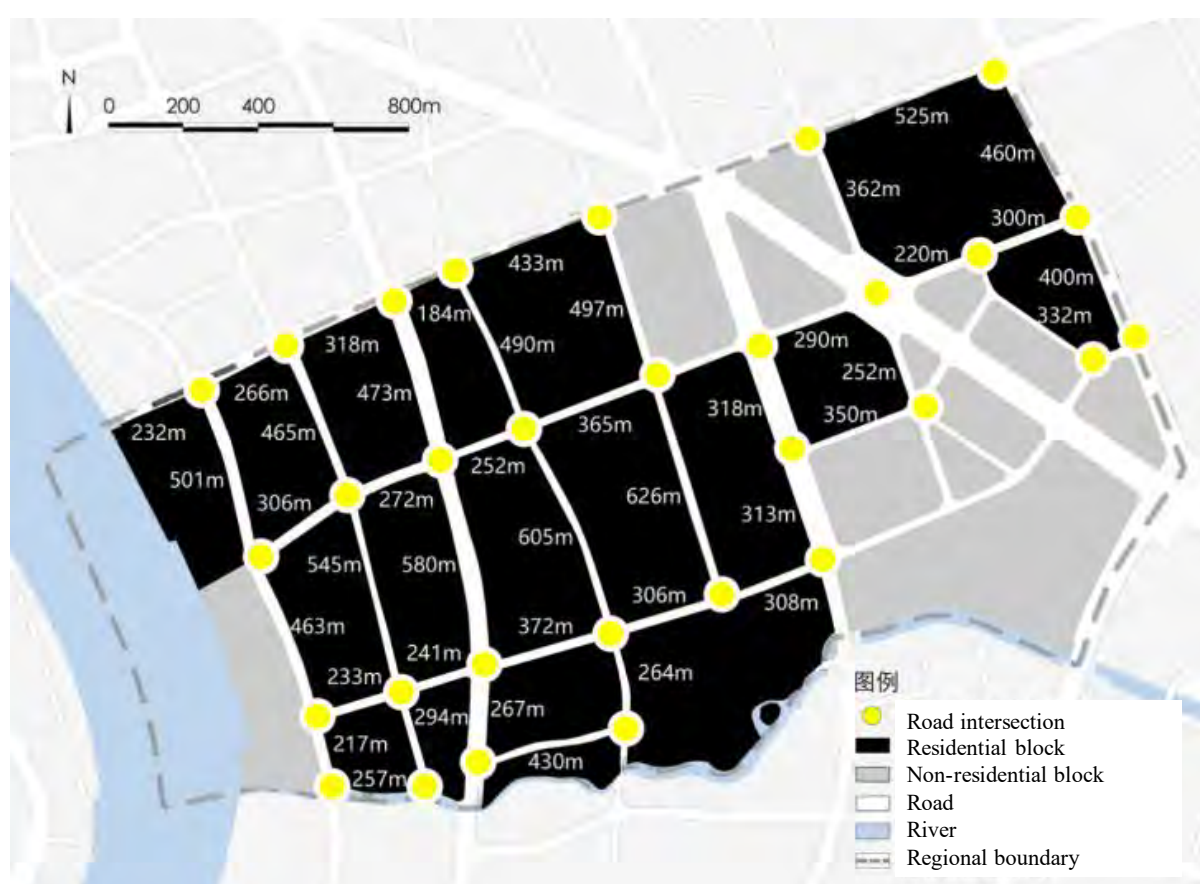 N
0 200 400 800m
525m
460m
362m
300m
220m
433m
400m
184m
497m
332m
318m
490m
290m
252m
266m
473m
318m
350m
232m
465m
365m
501m
252m
306m
272m
626m
313m
605m
545m
580m
306m
308m
463m
372m
241m
233m
264m
294m
267m
217m
430m
257m
图例
Road intersection
Residential block
Non-residential block
Road
River
Regional boundary